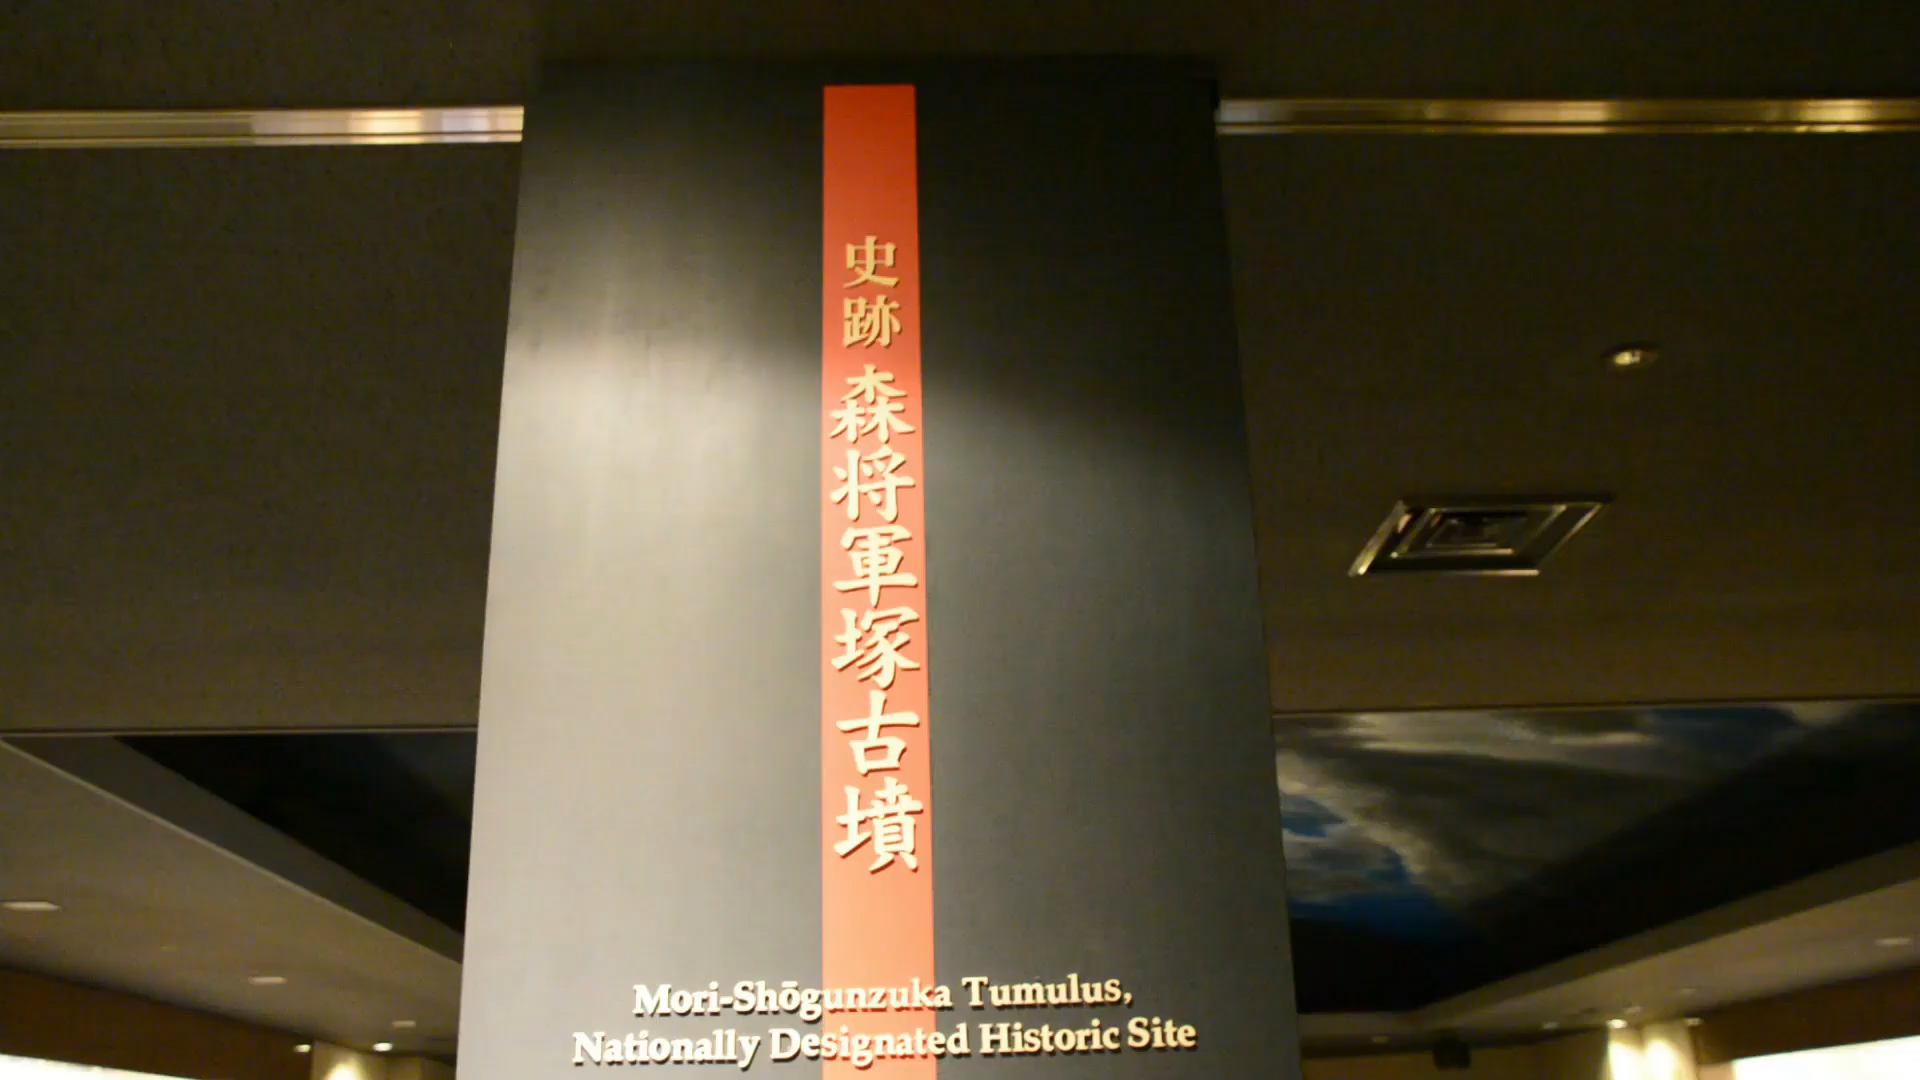 史跡 森将軍塚古墳
Mori-Shōgunzuka Tumulus,
Nationally Designated Historic Site